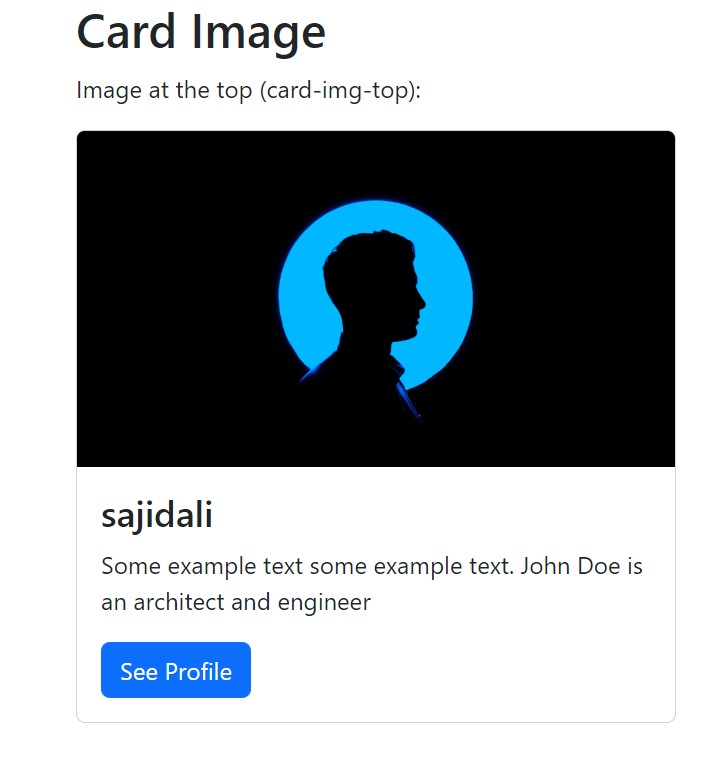 Card Image
Image at the top (card-img-top):
sajidali
Some example text some example text. John Doe is
an architect and engineer
See Profile